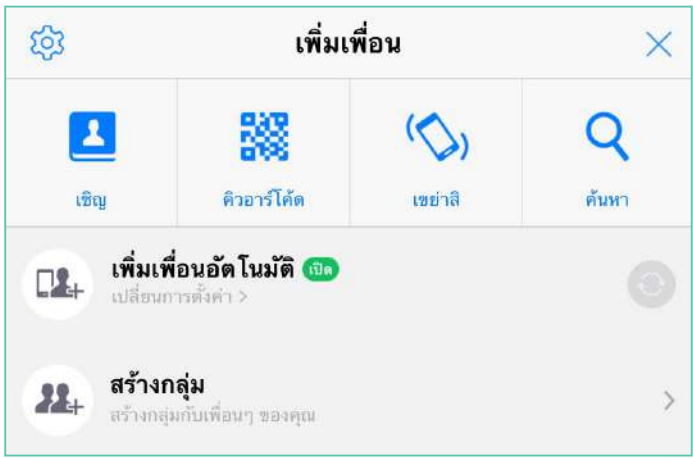 เพิ่มเพื่อน
เชิญ
คิวอาร์โค้ด
เขย่าสิ
ค้นหา
เพิ่มเพื่อนอัตโนมัติ เปิด
เปลี่ยนการตั้งค่า >
สร้างกลุ่ม
สร้างกลุ่มกับเพื่อนๆ ของคุณ